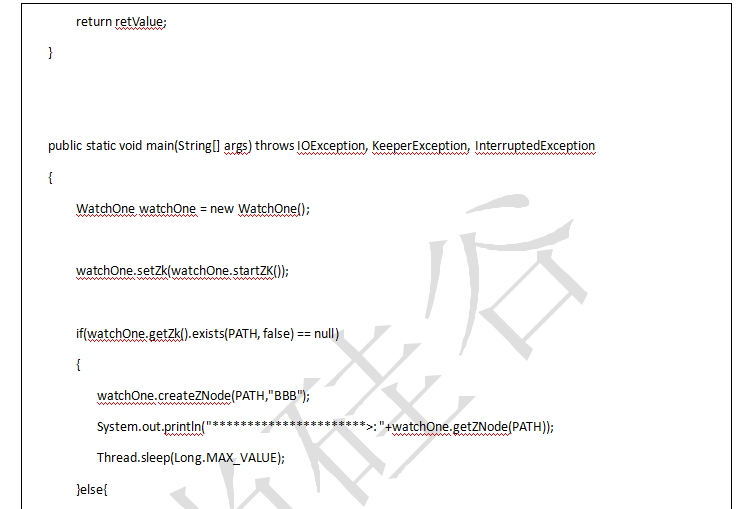 return retValue;
}
public static void main(String[] args) throws IOException, KeeperException, InterruptedException
{
WatchOne watchOne = new WatchOne();
watchOne.setZk(watchOne.startZK());
if(watchOne.getZk().exists(PATH, false) == null)
{
watchOne.createZNode(PATH,"BBB");
System.out.println("**********************>: "+watchOne.getZNode(PATH));
Thread.sleep(Long.MAX_VALUE);
}else{
硅谷